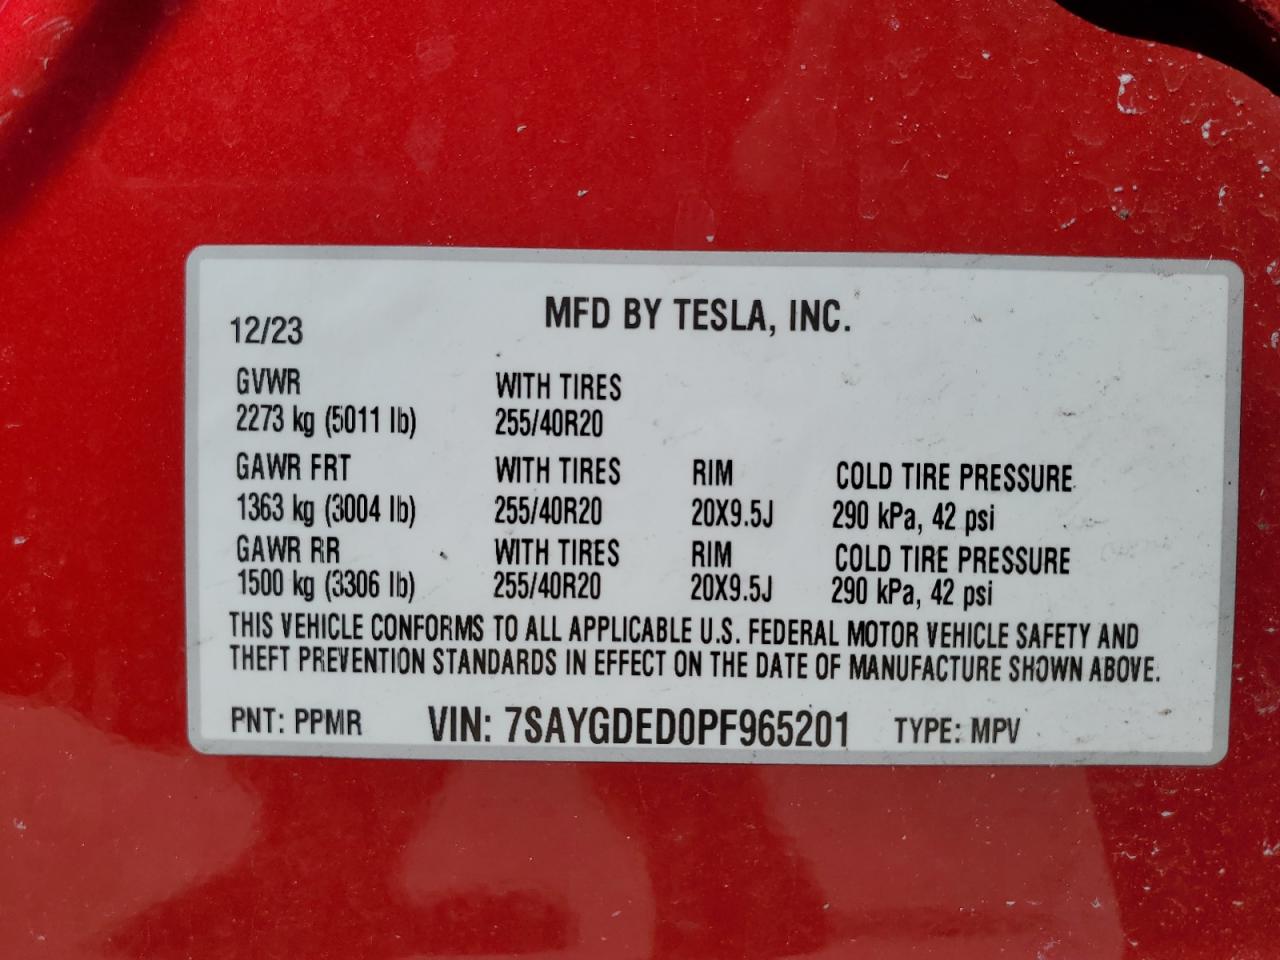 MFD BY TESLA, INC.
12/23
GVWR WITH TIRES
2273 kg (5011 lb) 255/40R20
GAWR FRT WITH TIRES RIM COLD TIRE PRESSURE
1363 kg (3004 lb) 255/40R20 20X9.5J 290 kPa, 42 psi
GAWR RR WITH TIRES RIM COLD TIRE PRESSURE
1500 kg (3306 lb) 255/40R20 20X9.5J 290 kPa, 42 psi
THIS VEHICLE CONFORMS TO ALL APPLICABLE U.S. FEDERAL MOTOR VEHICLE SAFETY AND
THEFT PREVENTION STANDARDS IN EFFECT ON THE DATE OF MANUFACTURE SHOWN ABOVE.
PNT: PPMR VIN: 7SAYGDED0PF965201 TYPE: MPV